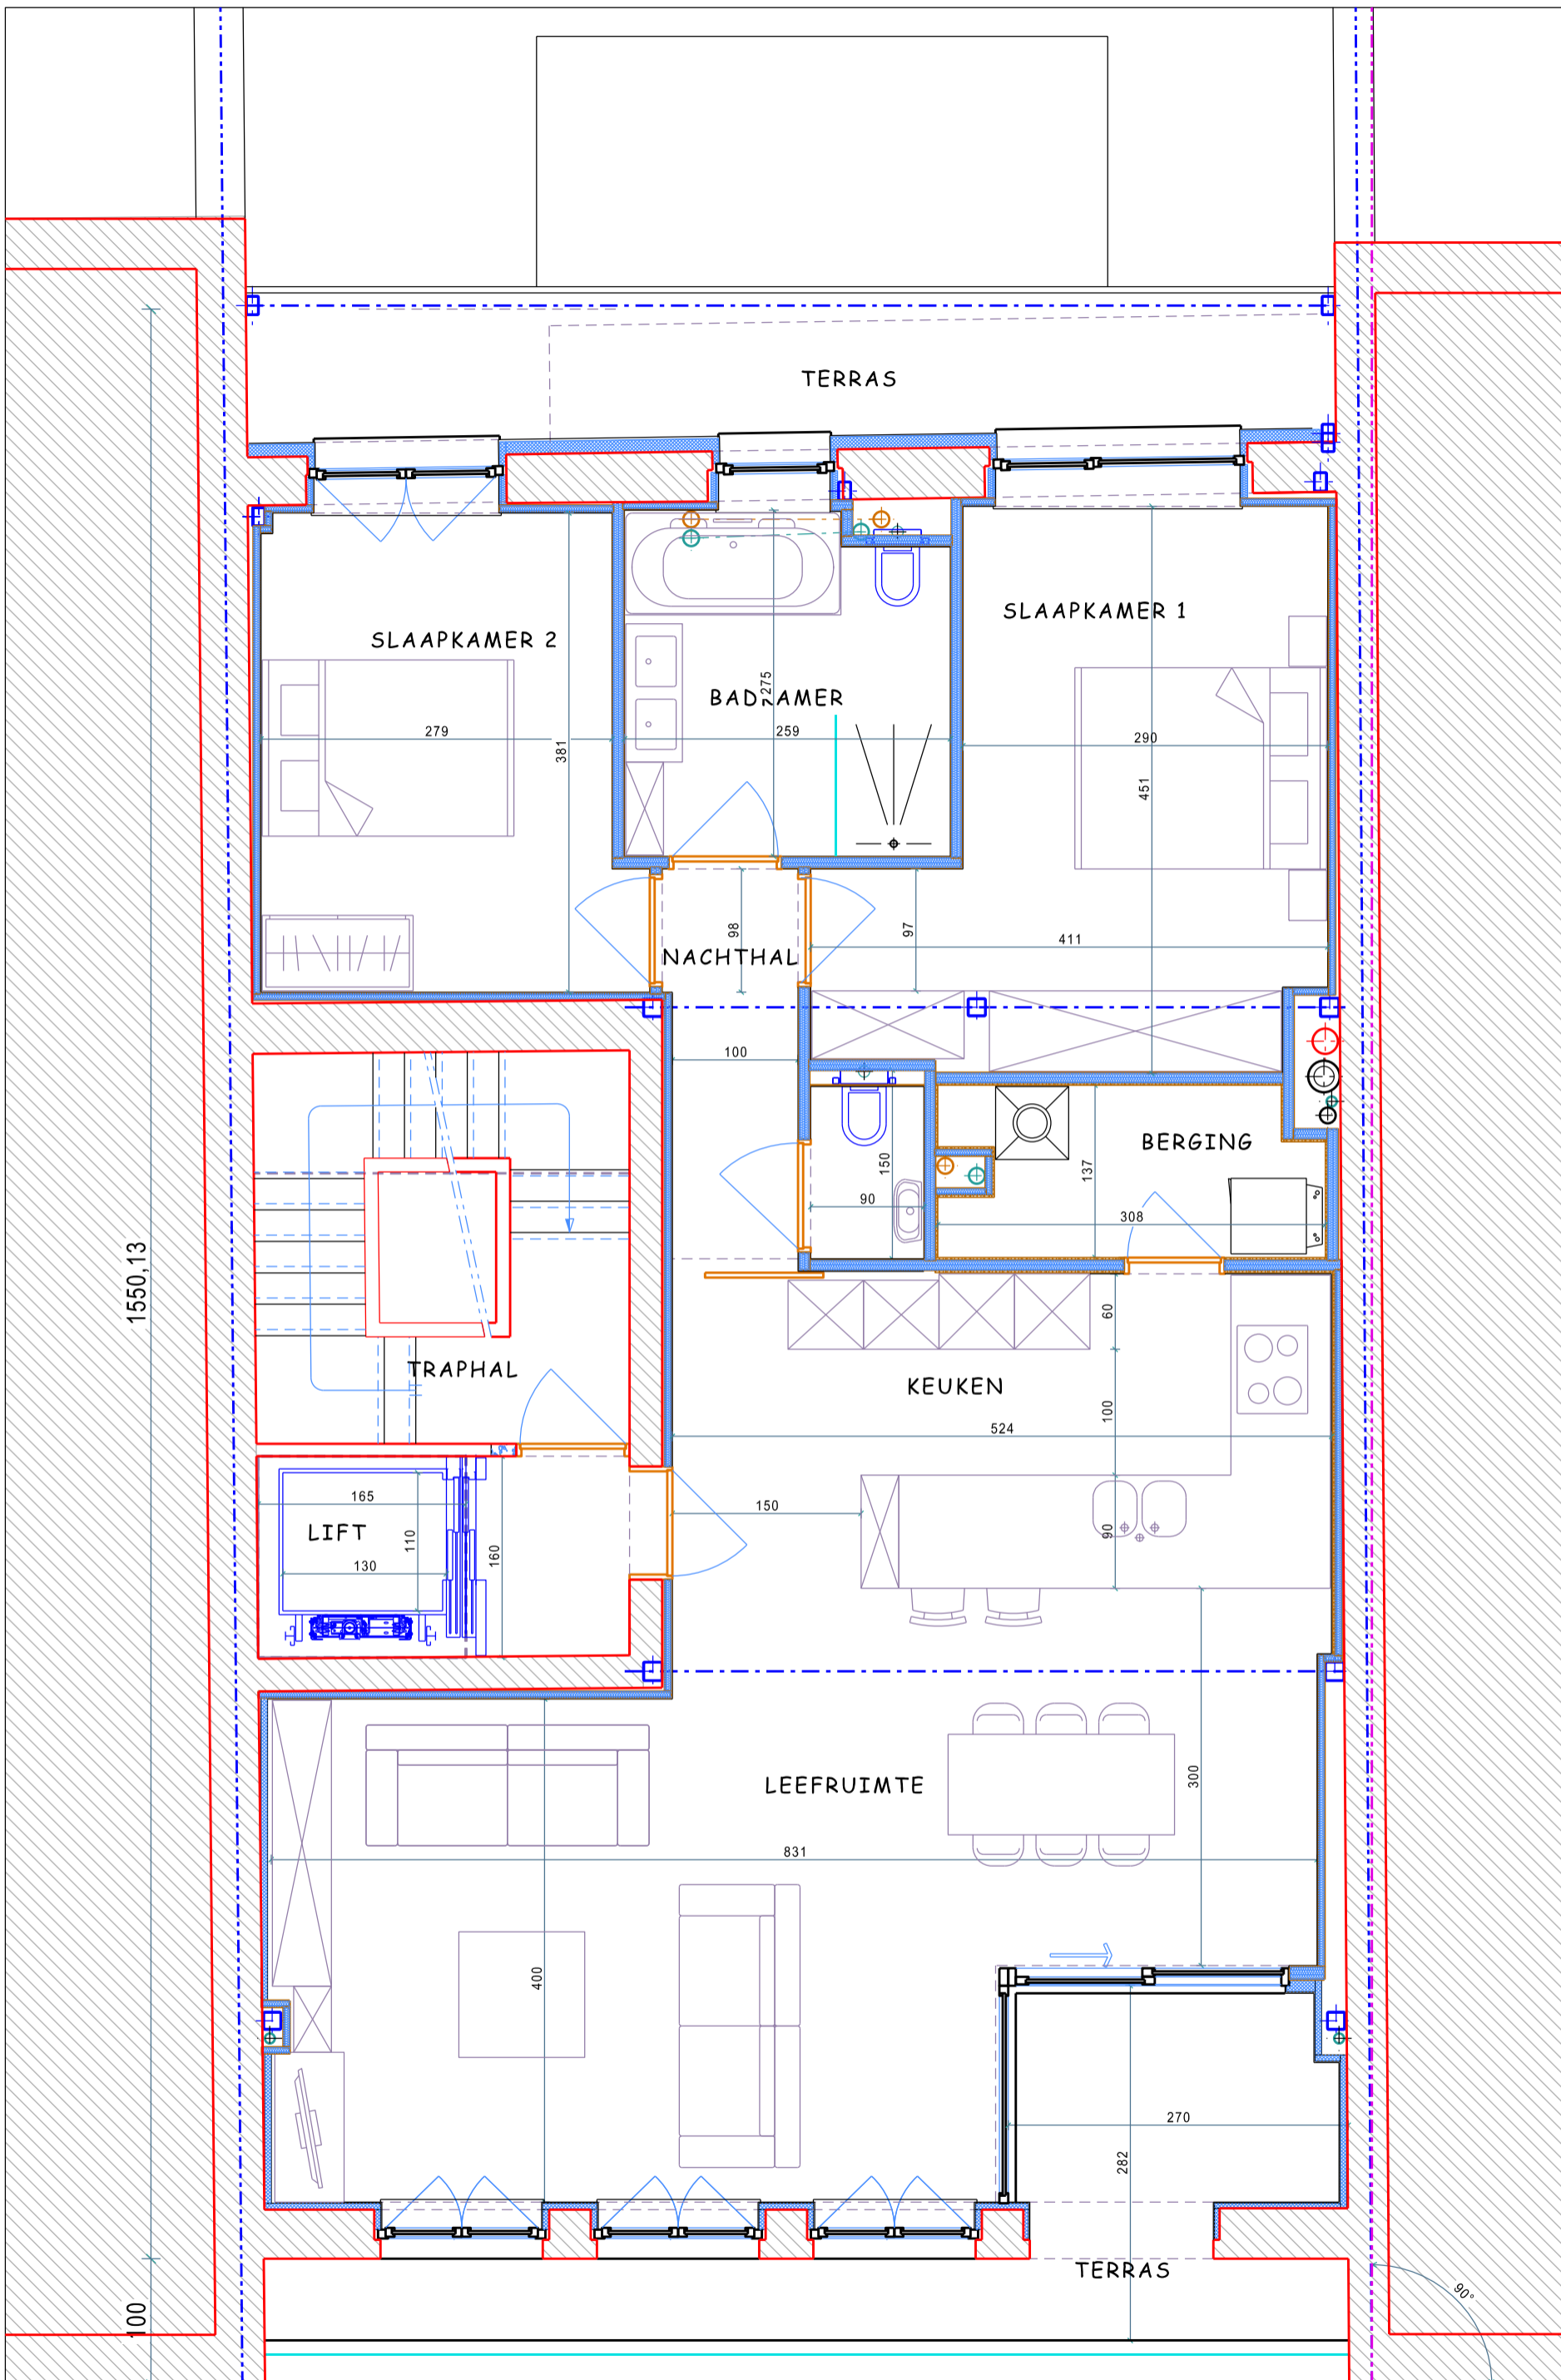 TERRAS
SLAAPKAMER 1
SLAAPKAMER 2
275
BADKAMER
279
381
259
290
451
98
97
411
NACHTHAL
100
BERGING
150
137
90
308
1550,13
60
TRAPHAL
KEUKEN
100
524
165
150
LIFT
110
90
160
130
LEEFRUIMTE
300
831
400
270
282
TERRAS
90°
100